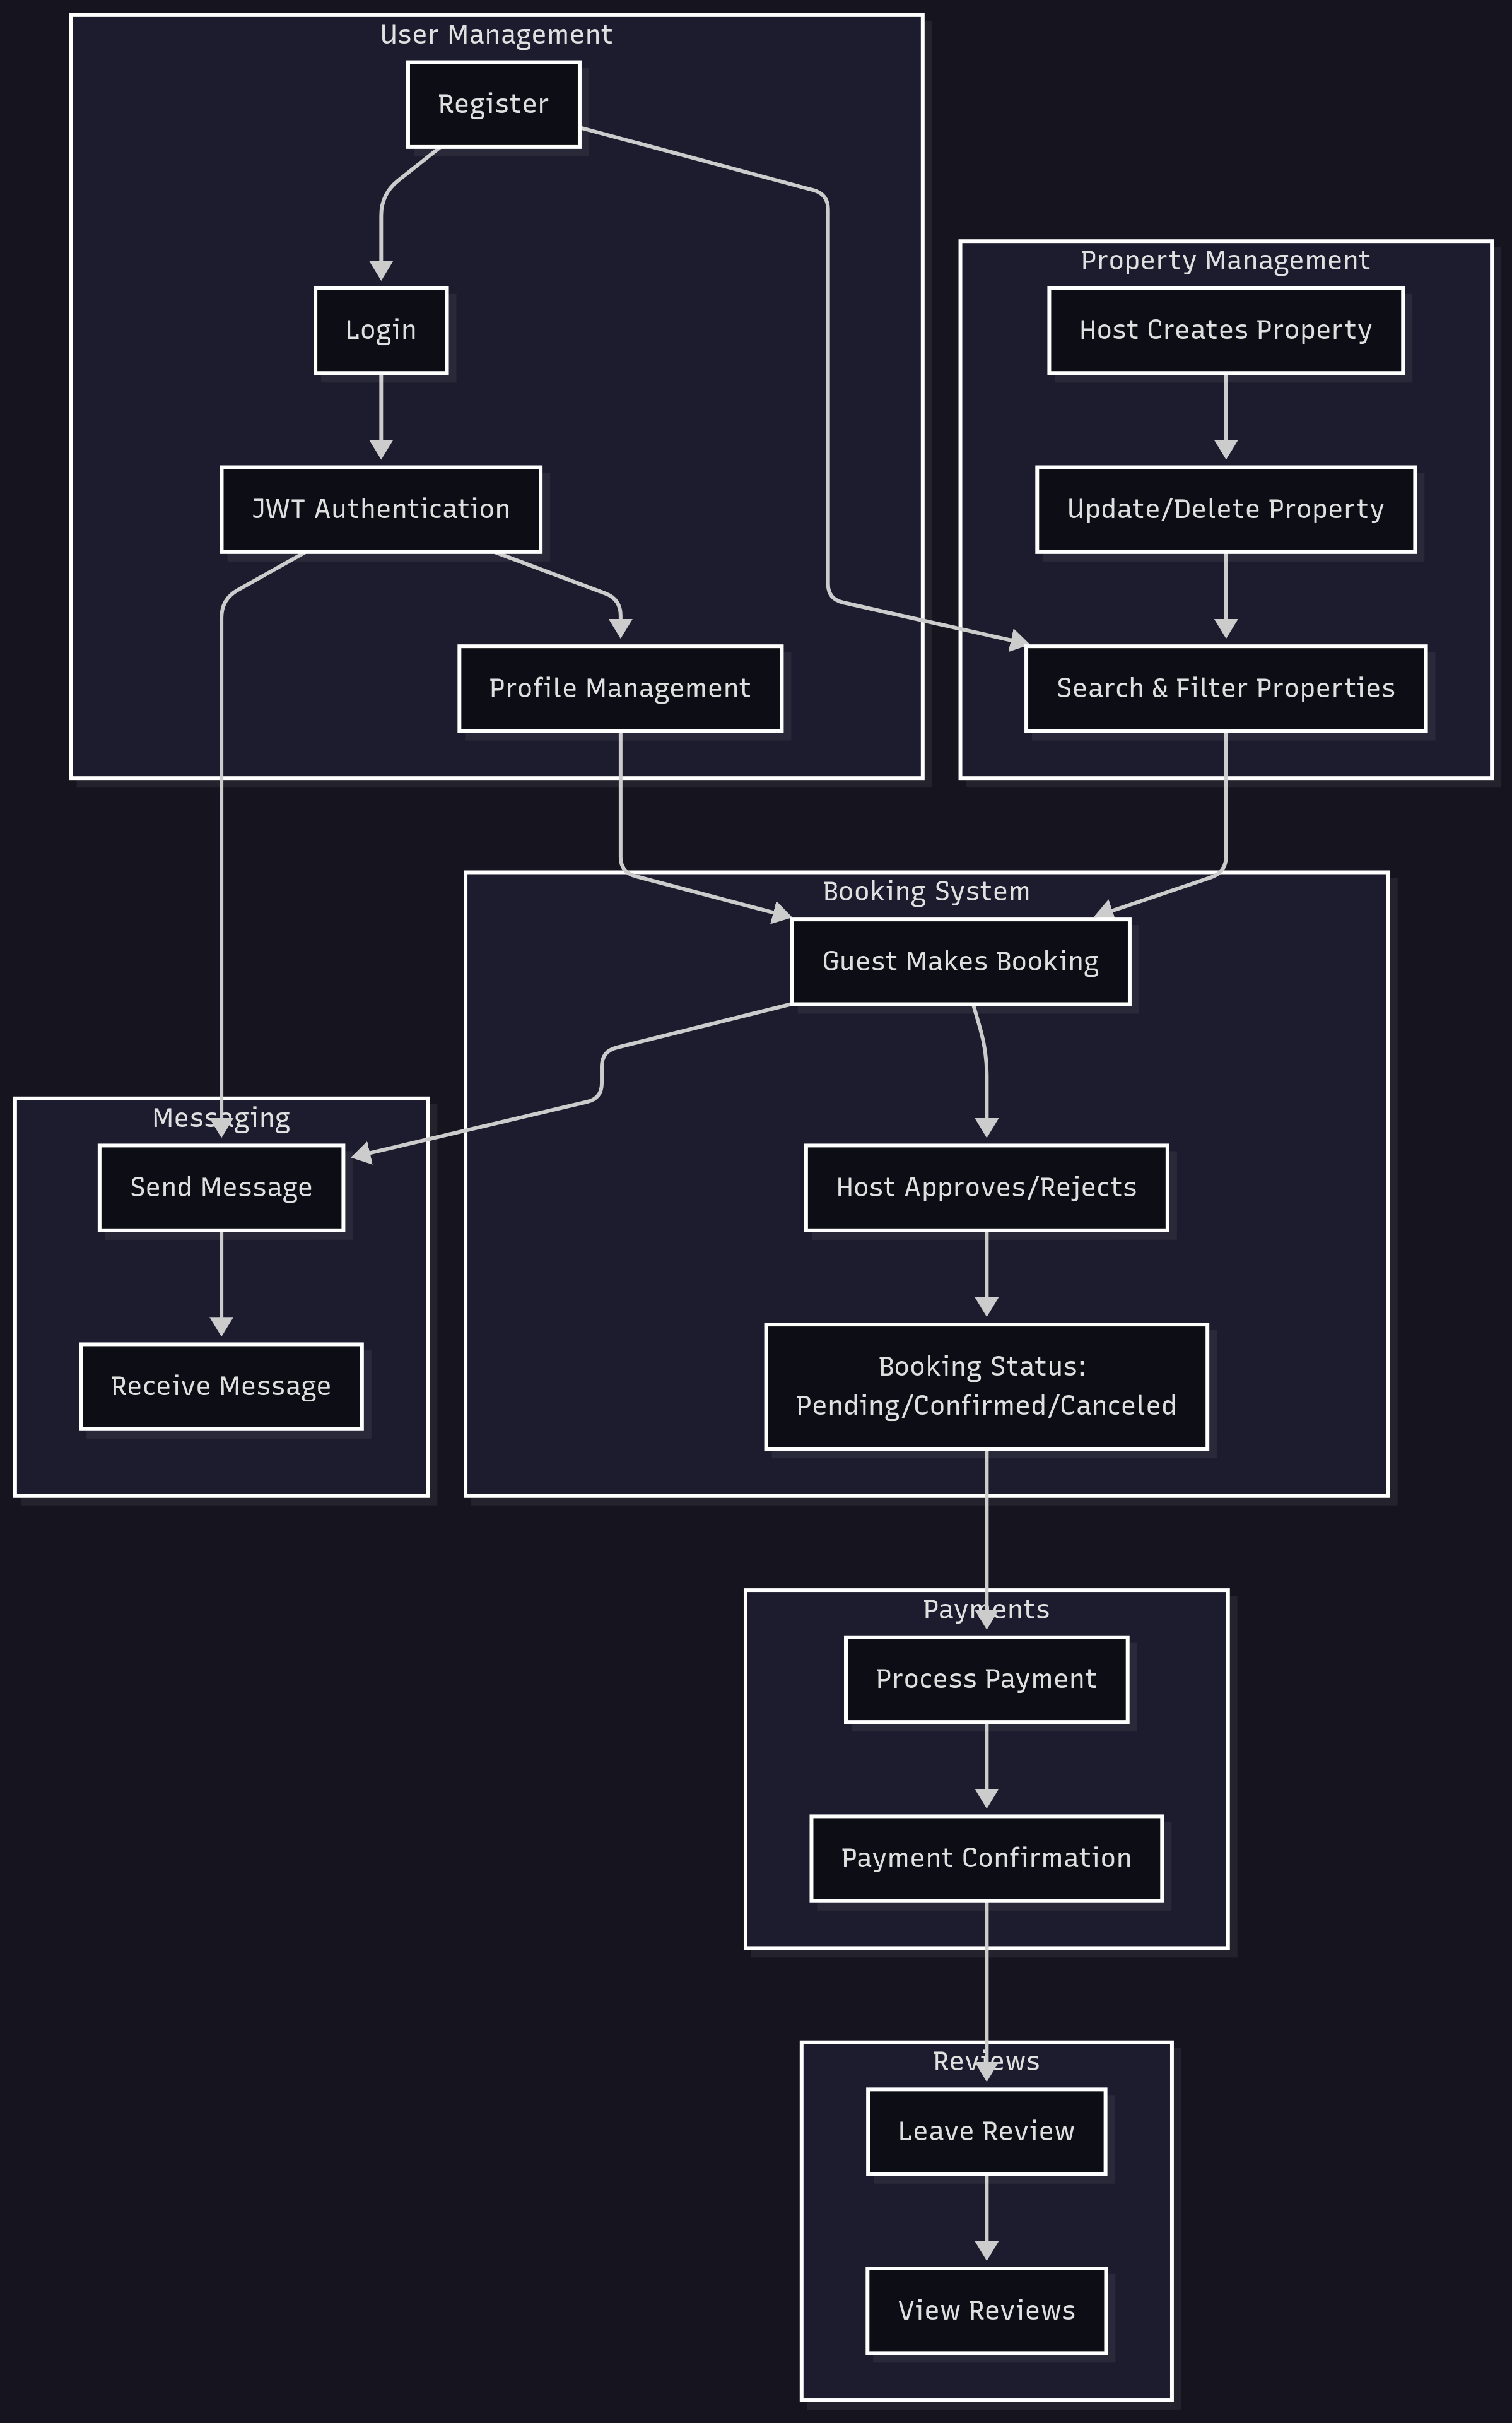 User Management
Register
Login
JWT Authentication
Profile Management
Property Management
Host Creates Property
Update/Delete Property
Search & Filter Properties
Booking System
Guest Makes Booking
Host Approves/Rejects
Booking Status:
Pending/Confirmed/Canceled
Messaging
Send Message
Receive Message
Payments
Process Payment
Payment Confirmation
Reviews
Leave Review
View Reviews